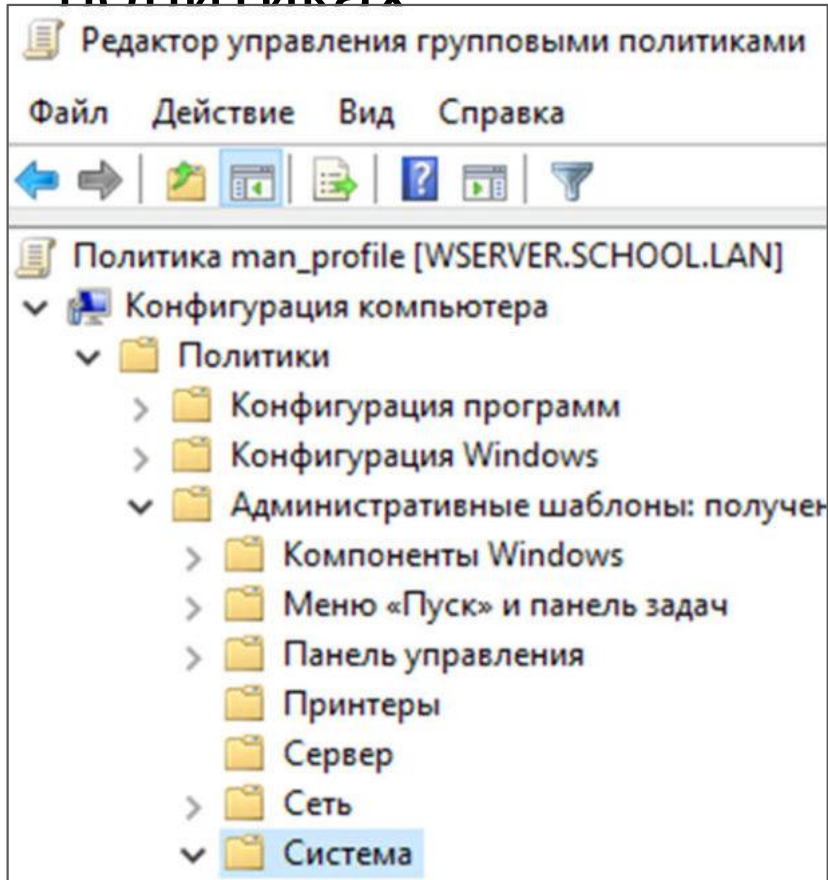 Редактор управления групповыми политиками
Файл Действие Вид Справка
Политика man_profile [WSERVER.SCHOOL.LAN]
Конфигурация компьютера
Политики
Конфигурация программ
Конфигурация Windows
Административные шаблоны: получен
Компоненты Windows
Меню «Пуск» и панель задач
Панель управления
Принтеры
Сервер
Сеть
Система